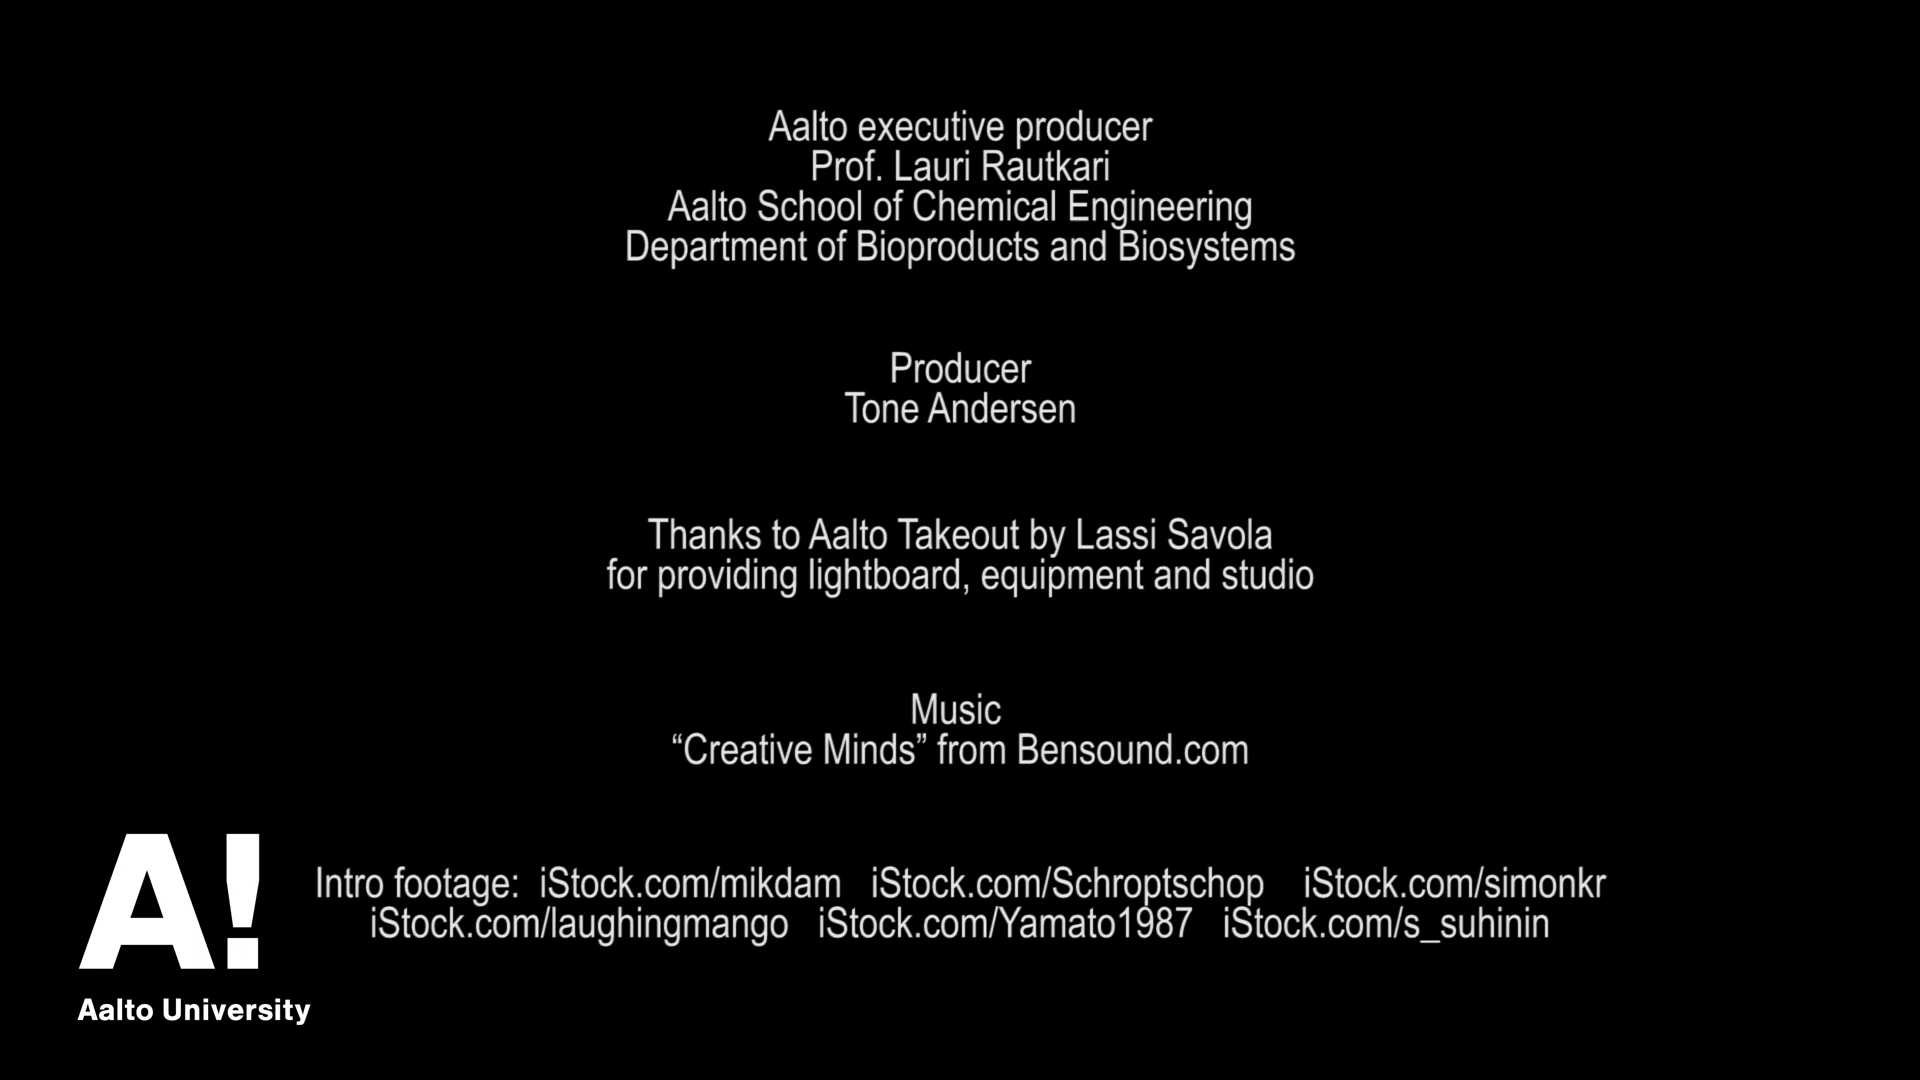 Aalto executive producer
Prof. Lauri Rautkari
Aalto School of Chemical Engineering
Department of Bioproducts and Biosystems
Producer
Tone Andersen
Thanks to Aalto Takeout by Lassi Savola
for providing lightboard, equipment and studio
Music
“Creative Minds” from Bensound.com
Intro footage: iStock.com/mikdam iStock.com/Schroptschop iStock.com/simonkr
iStock.com/laughingmango iStock.com/Yamato1987 iStock.com/s_suhinin
A!
Aalto University